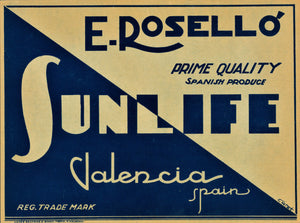 E. ROSELLÓ
PRIME QUALITY
SPANISH PRODUCE
SUNLIFE
Valencia
spain
REG. TRADE MARK